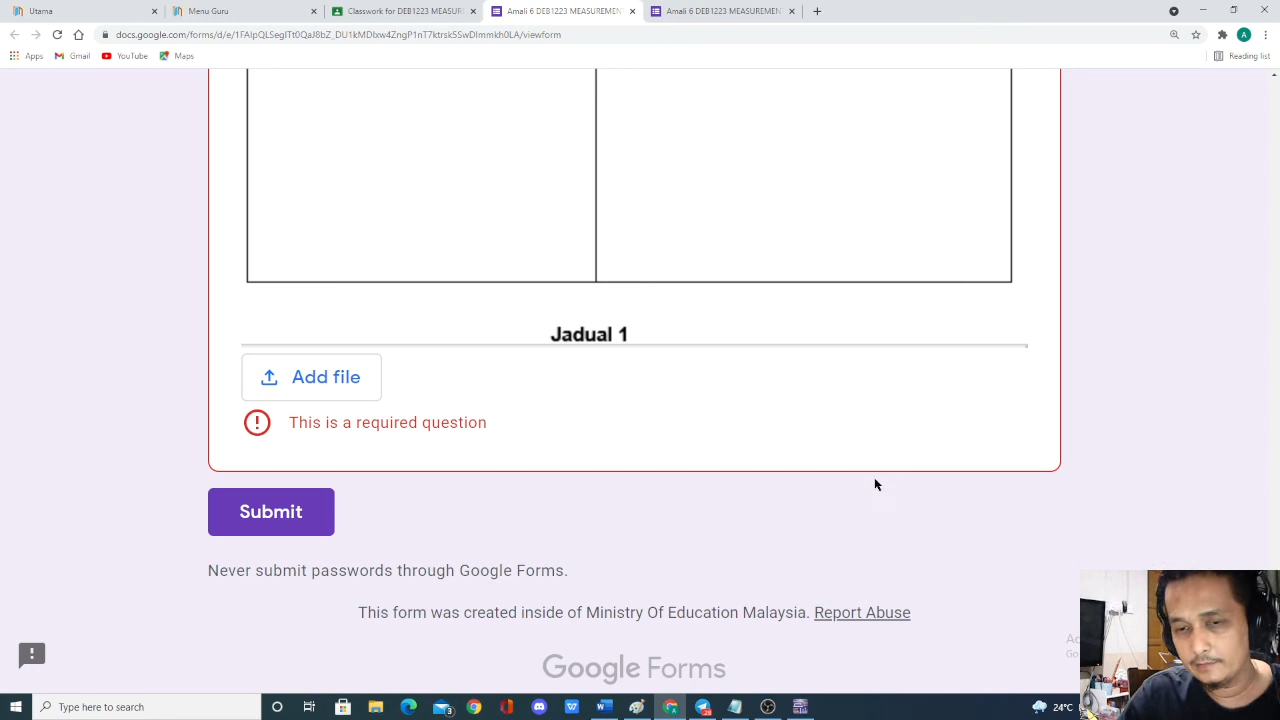 Utama
Menu Guru
Classwork for DEB1223 MEASUR
Amali 6 DEB1223 MEASUREMEN
Amali 6 DEB1223 MEASUREMEN
Apps
Gmail
YouTube
Maps
Reading list
Jadual 1
Add file
This is a required question
Submit
Never submit passwords through Google Forms.
This form was created inside of Ministry Of Education Malaysia. Report Abuse
Google Forms
Type here to search
24°C